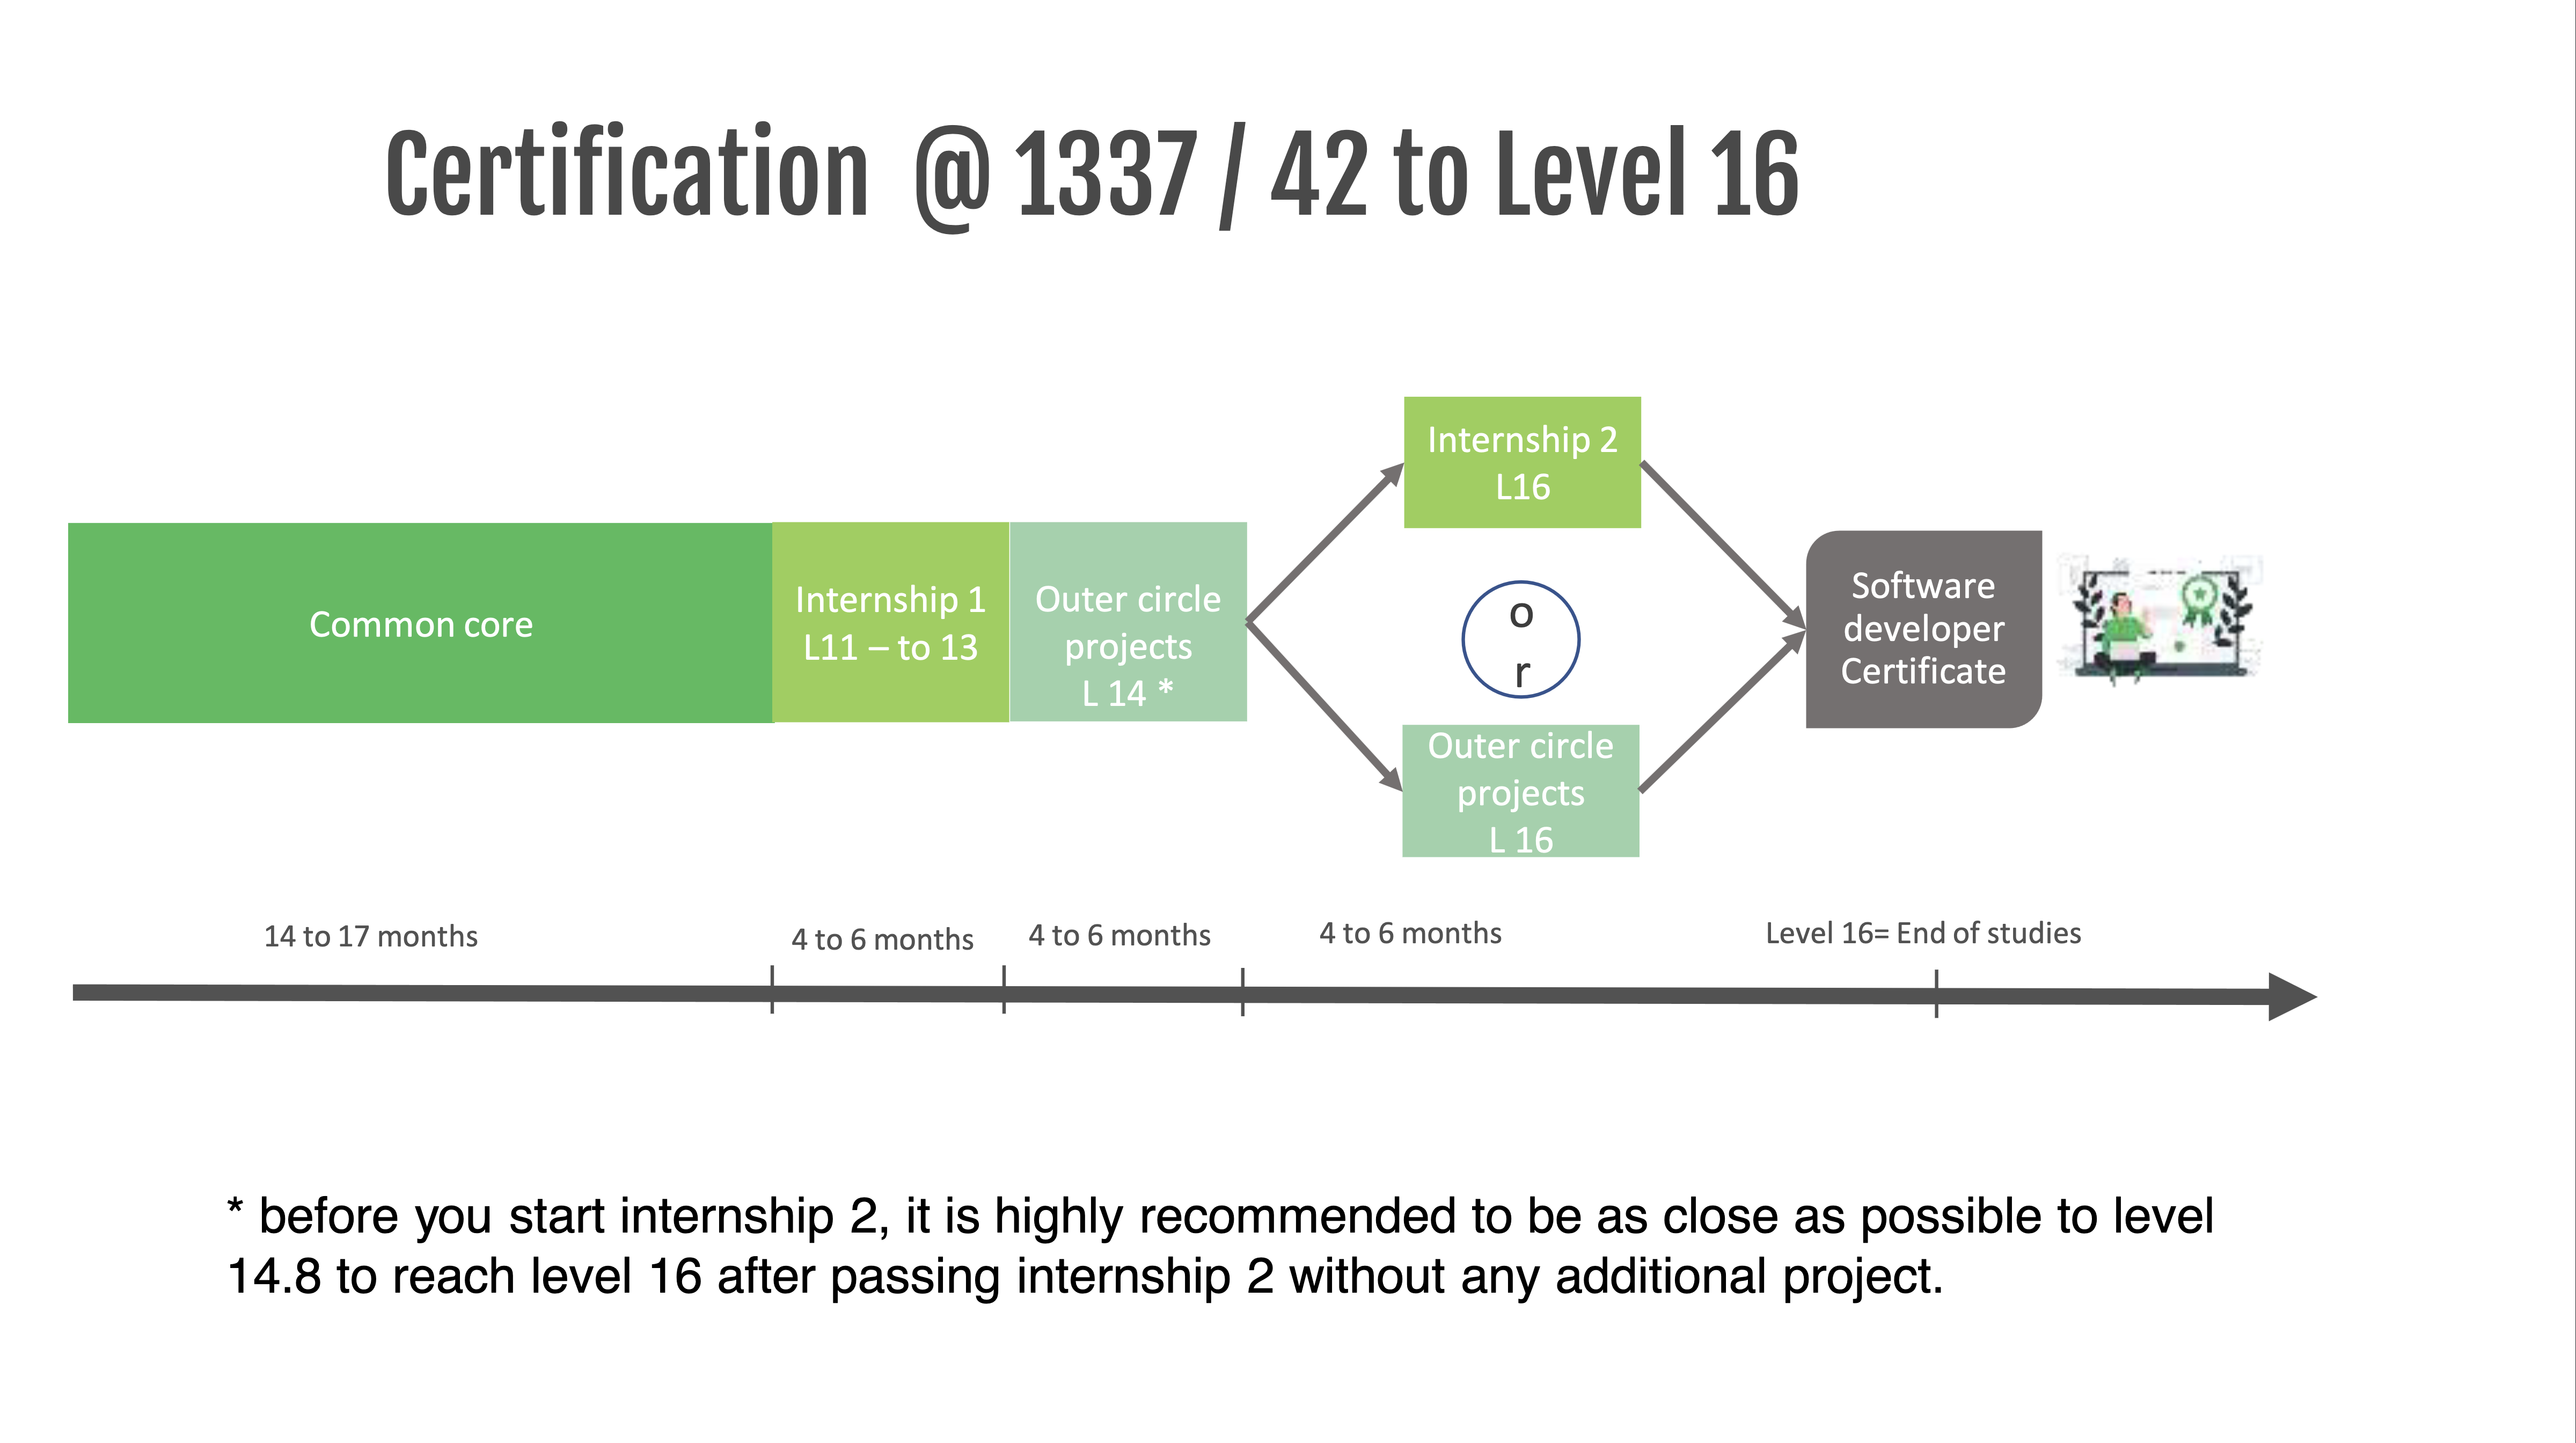 Certification @ 1337 / 42 to Level 16
Common core
Internship 1
L11 – to 13
Outer circle
projects
L 14 *
Internship 2
L16
o
r
Outer circle
projects
L 16
Software
developer
Certificate
14 to 17 months
4 to 6 months
4 to 6 months
4 to 6 months
Level 16= End of studies
* before you start internship 2, it is highly recommended to be as close as possible to level
14.8 to reach level 16 after passing internship 2 without any additional project.